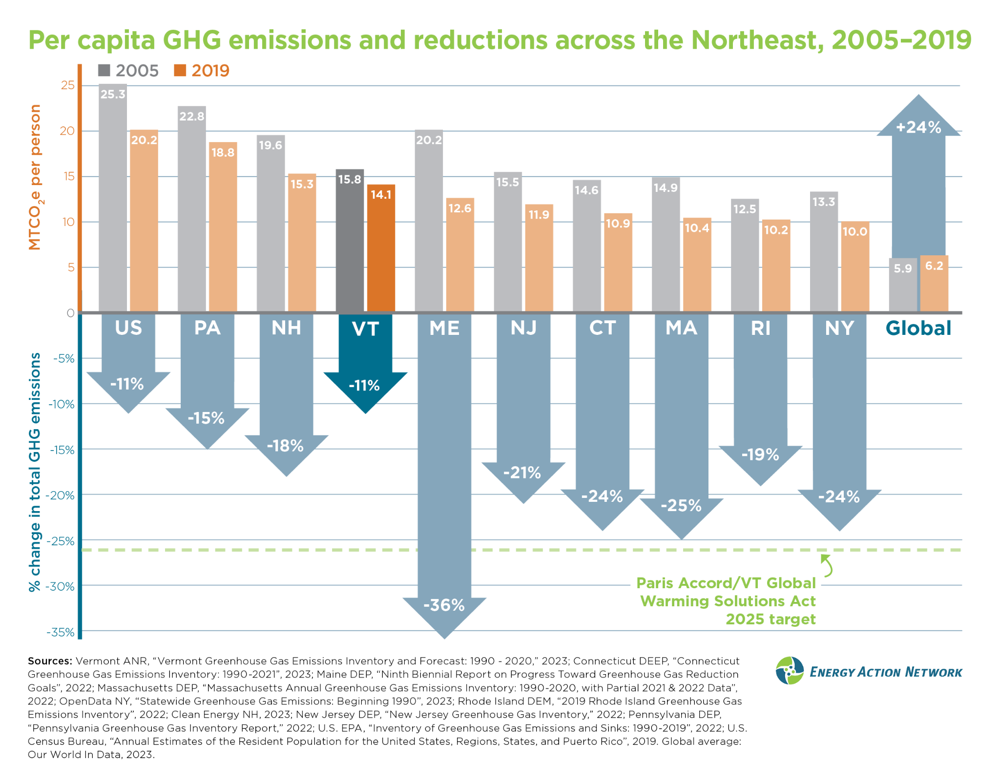 Per capita GHG emissions and reductions across the Northeast, 2005–2019
2005 2019
MTCO2e per person
25
20
15
10
5
0
25.3 20.2
22.8 18.8
19.6 15.3
15.8 14.1
20.2 12.6
15.5 11.9
14.6 10.9
14.9 10.4
12.5 10.2
13.3 10.0
5.9 6.2
+24%
US PA NH VT ME NJ CT MA RI NY Global
% change in total GHG emissions
-5%
-10%
-15%
-20%
-25%
-30%
-35%
-11% -15% -18% -11% -36% -21% -24% -25% -19% -24%
Paris Accord/VT Global
Warming Solutions Act
2025 target
Sources: Vermont ANR, “Vermont Greenhouse Gas Emissions Inventory and Forecast: 1990 - 2020,” 2023; Connecticut DEEP, “Connecticut
Greenhouse Gas Emissions Inventory: 1990-2021”, 2023; Maine DEP, “Ninth Biennial Report on Progress Toward Greenhouse Gas Reduction
Goals”, 2022; Massachusetts DEP, “Massachusetts Annual Greenhouse Gas Emissions Inventory: 1990-2020, with Partial 2021 & 2022 Data”,
2022; OpenData NY, “Statewide Greenhouse Gas Emissions: Beginning 1990”, 2023; Rhode Island DEM, “2019 Rhode Island Greenhouse Gas
Emissions Inventory”, 2022; Clean Energy NH, 2023; New Jersey DEP, “New Jersey Greenhouse Gas Inventory,” 2022; Pennsylvania DEP,
“Pennsylvania Greenhouse Gas Inventory Report,” 2022; U.S. EPA, “Inventory of Greenhouse Gas Emissions and Sinks: 1990-2019”, 2022; U.S.
Census Bureau, “Annual Estimates of the Resident Population for the United States, Regions, States, and Puerto Rico”, 2019. Global average:
Our World In Data, 2023.
ENERGY ACTION NETWORK